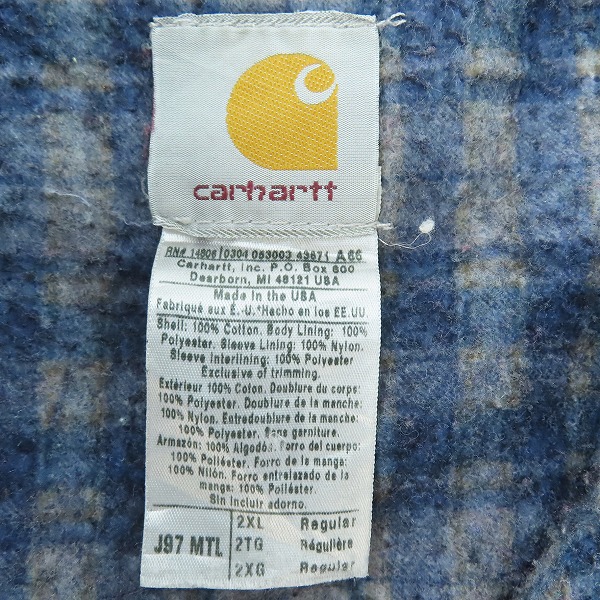 carhartt
RN# 14806 0304 053003 43671 A66
Carhartt, Inc. P.O. Box 600
Dearborn, MI 48121 USA
Made in the USA
Fabriqué aux É.-U.*Hecho en los EE.UU.
Shell: 100% Cotton. Body Lining: 100%
Polyester. Sleeve Lining: 100% Nylon.
Sleeve Interlining: 100% Polyester
Exclusive of trimming.
Extérieur 100% Coton. Doublure du corps:
100% Polyester. Doublure de la manche:
100% Nylon. Entredoublure de la manche:
100% Polyester. Sans garniture.
Armazón: 100% Algodón. Forro del cuerpo:
100% Poliéster. Forro de la manga:
100% Nilón. Forro entrelazado de la
manga: 100% Poliéster
Sin incluir adorno.
J97 MTL
2XL Regular
2TG Régulière
2XG Regular